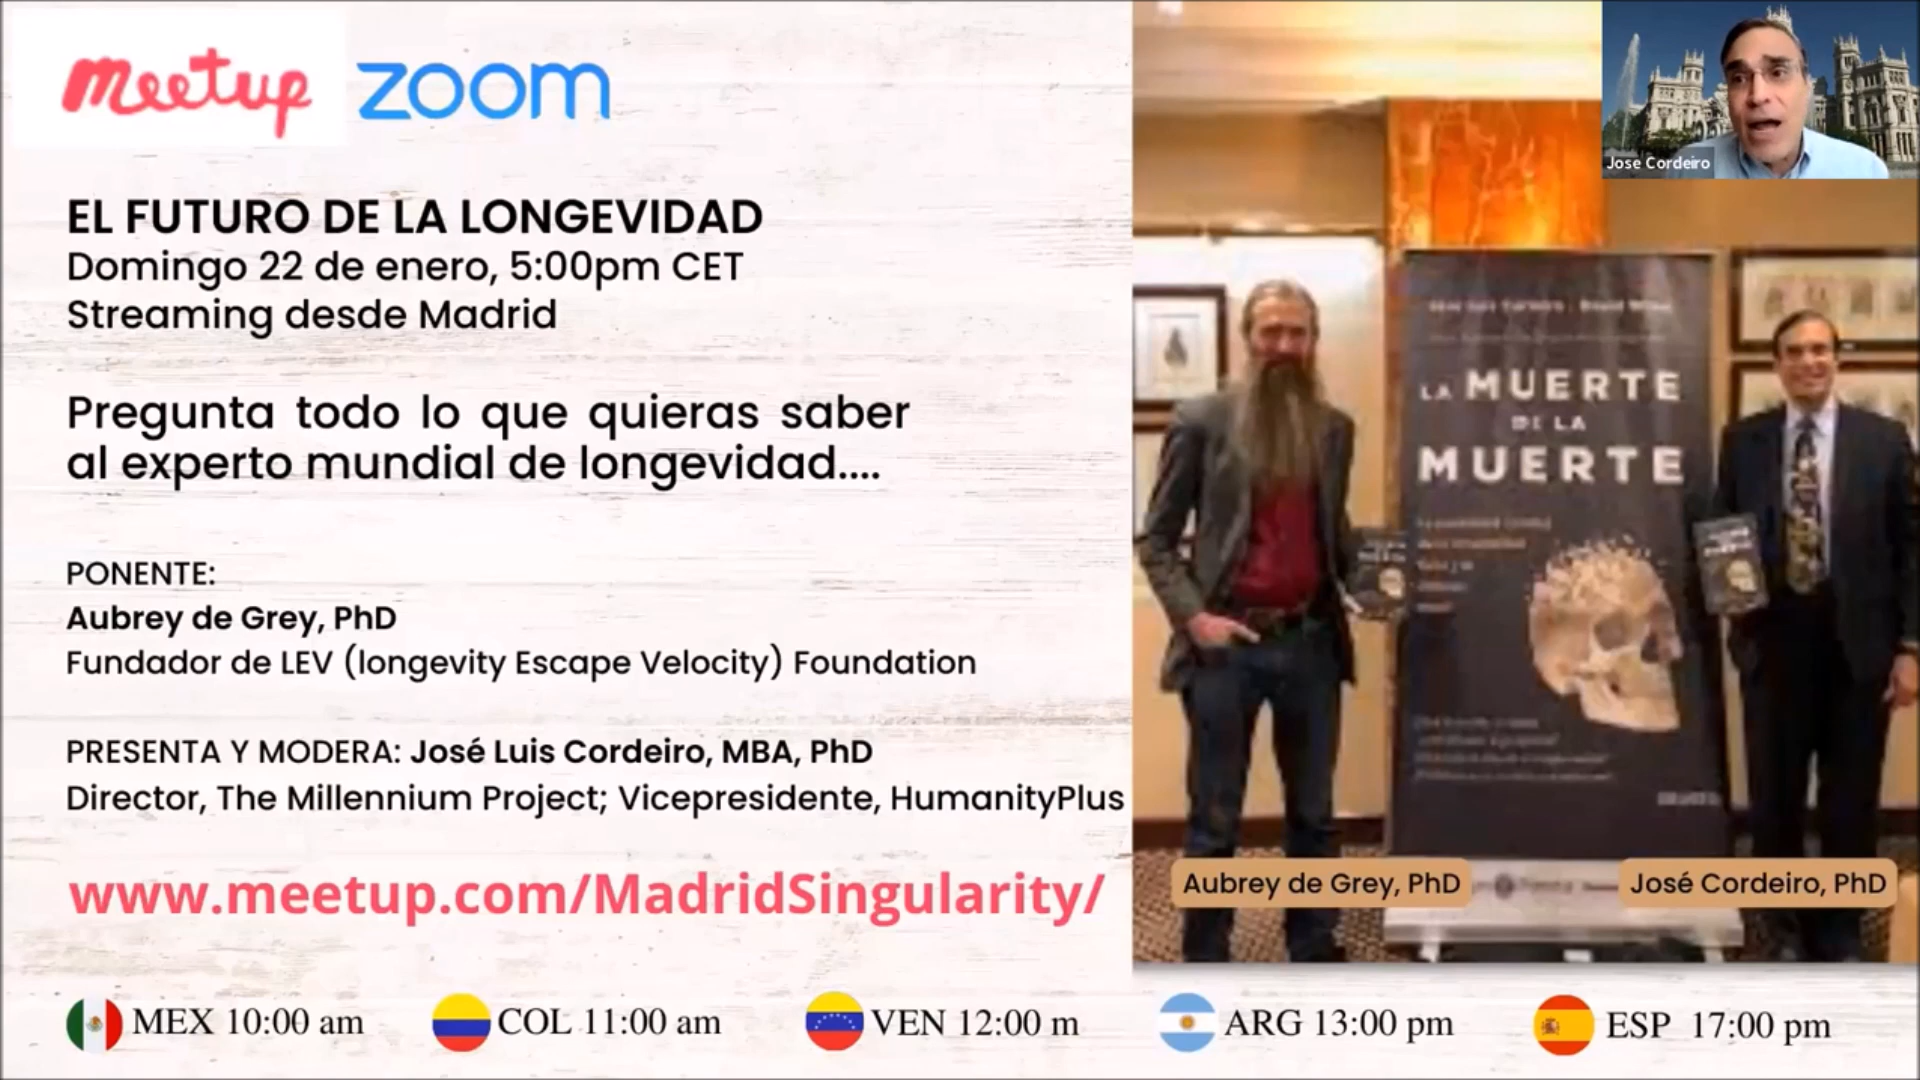 meetup zoom
Jose Cordeiro
EL FUTURO DE LA LONGEVIDAD
Domingo 22 de enero, 5:00pm CET
Streaming desde Madrid
Pregunta todo lo que quieras saber
al experto mundial de longevidad....
PONENTE:
Aubrey de Grey, PhD
Fundador de LEV (longevity Escape Velocity) Foundation
PRESENTA Y MODERA: José Luis Cordeiro, MBA, PhD
Director, The Millennium Project; Vicepresidente, HumanityPlus
www.meetup.com/MadridSingularity/
LA MUERTE
DE LA
MUERTE
Aubrey de Grey, PhD
José Cordeiro, PhD
MEX 10:00 am
COL 11:00 am
VEN 12:00 m
ARG 13:00 pm
ESP 17:00 pm